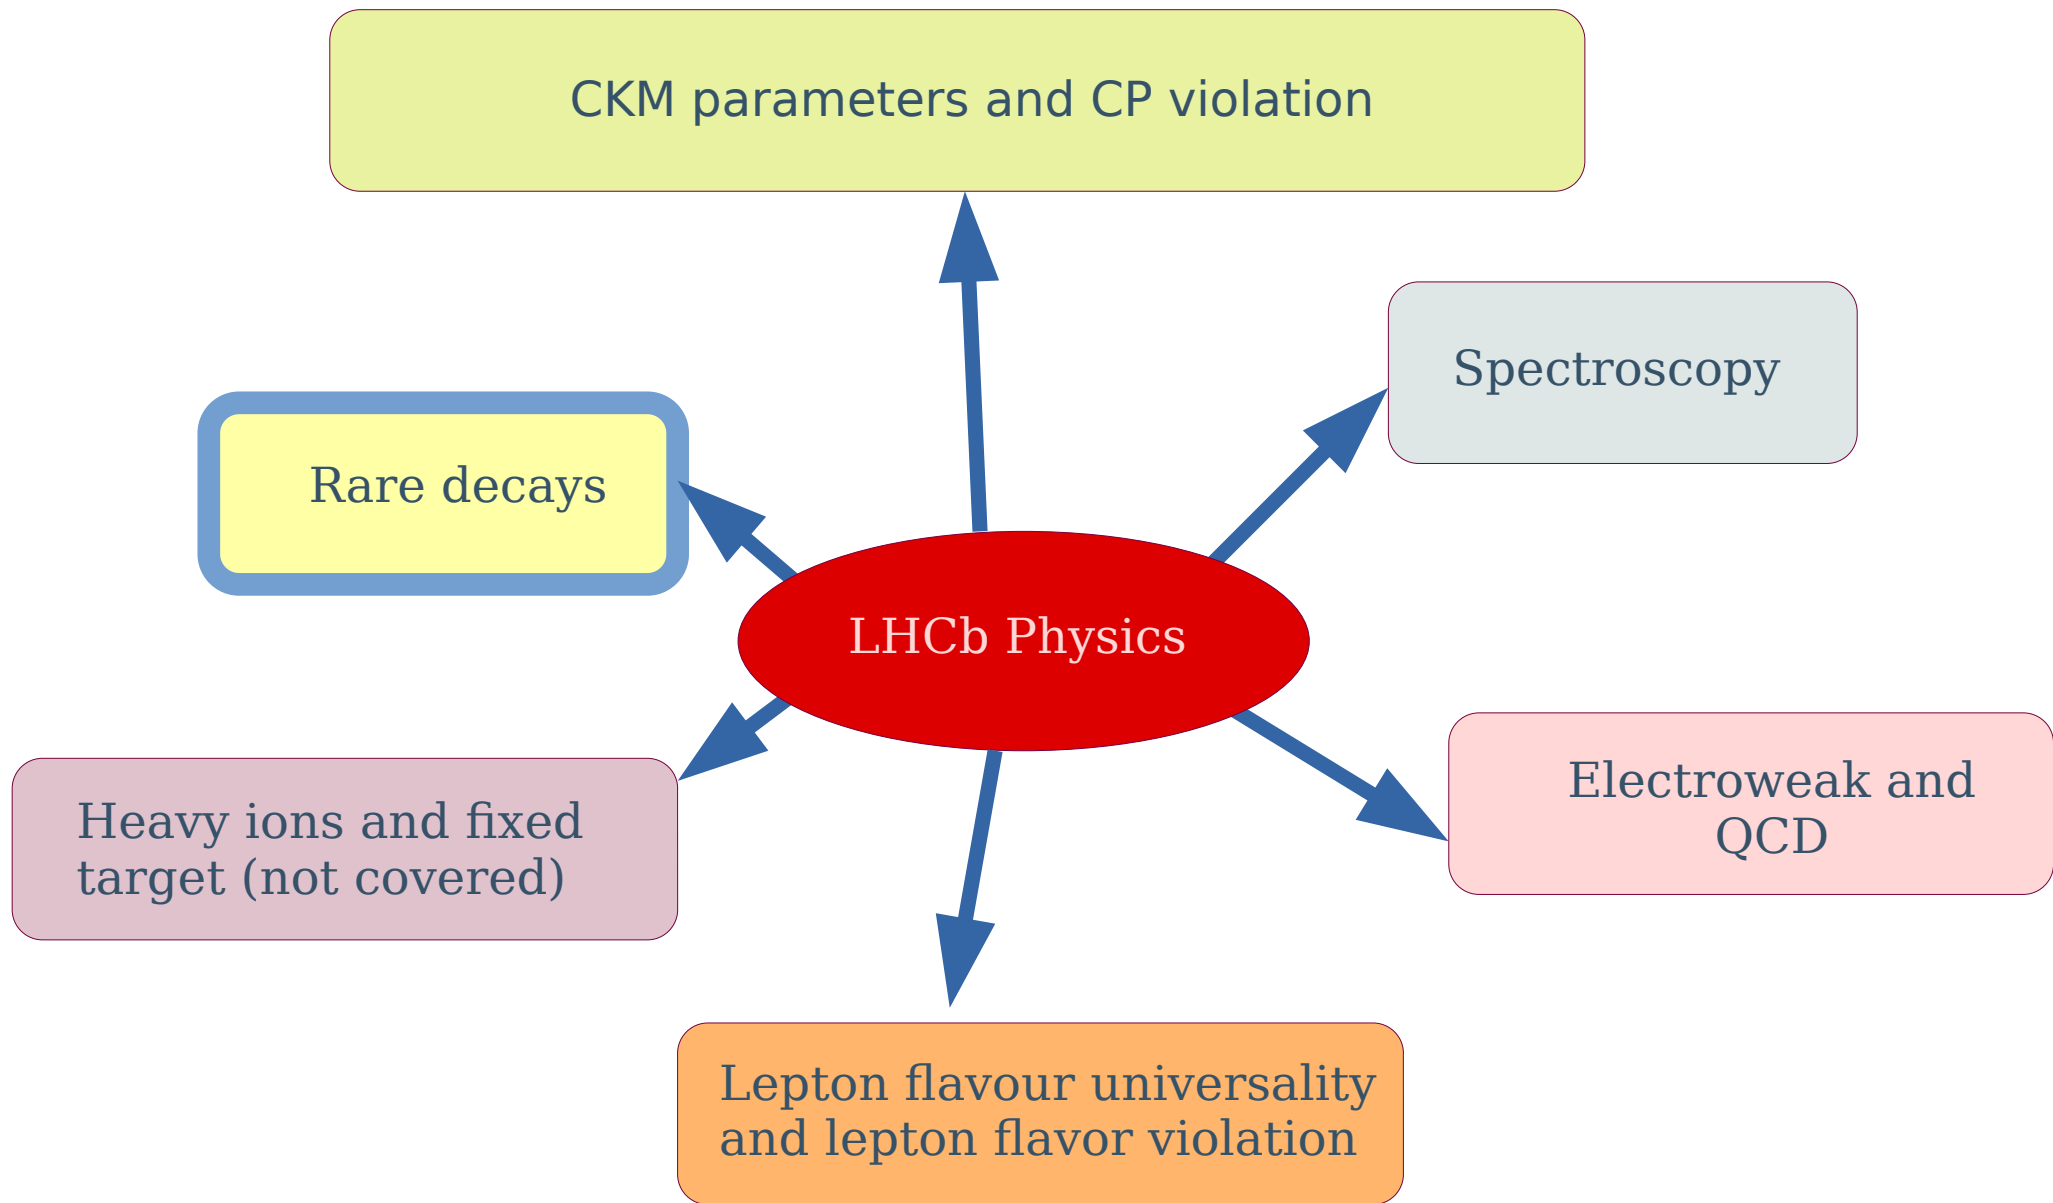 CKM parameters and CP violation
Spectroscopy
Rare decays
LHCb Physics
Electroweak and
QCD
Heavy ions and fixed
target (not covered)
Lepton flavour universality
and lepton flavor violation